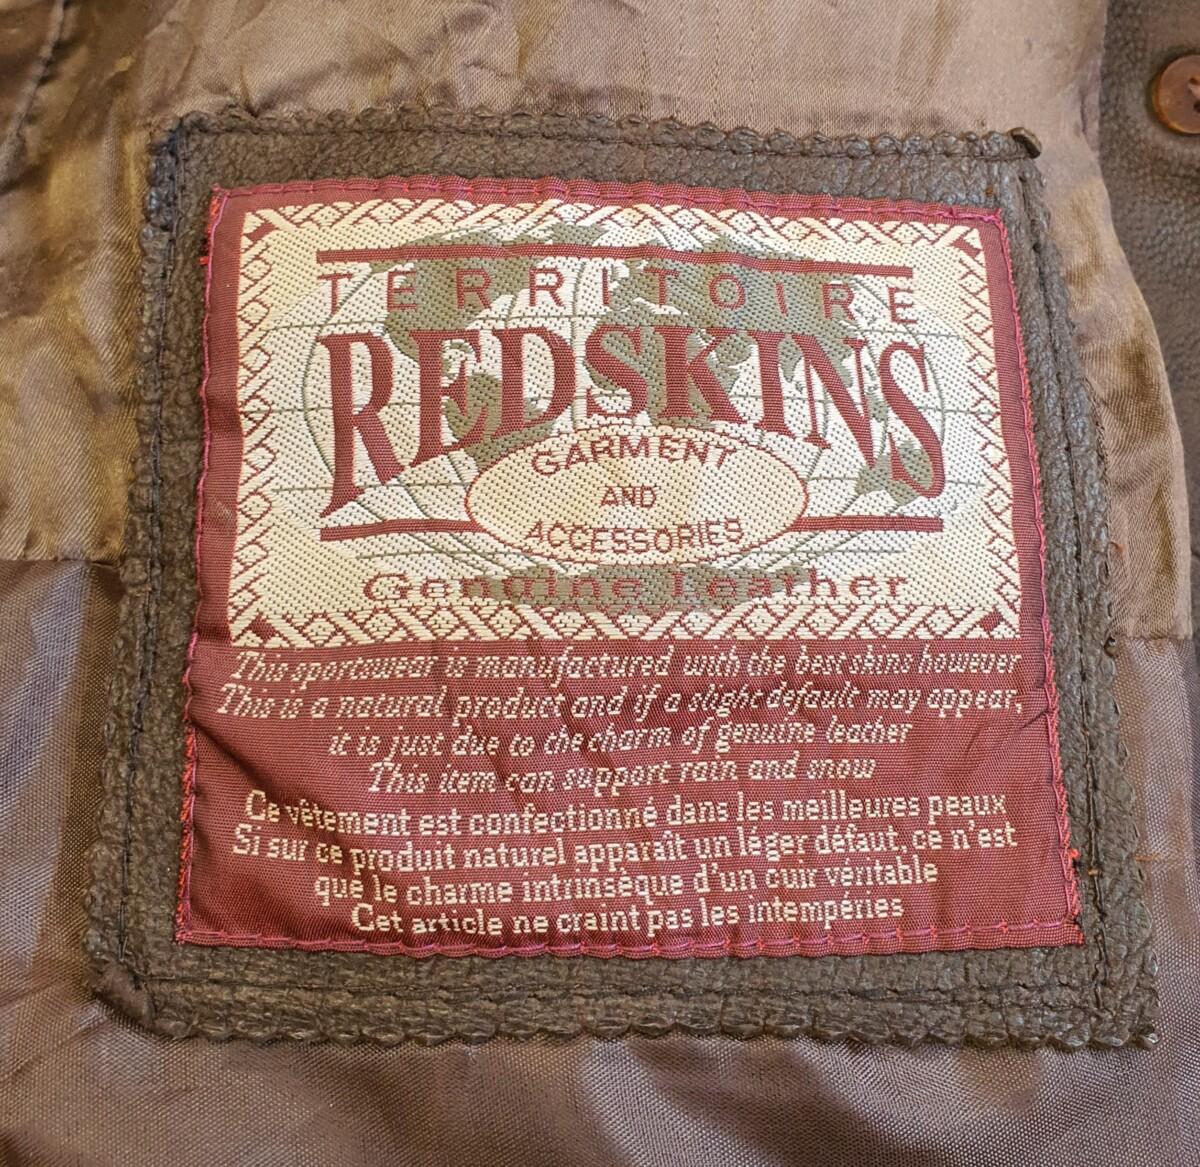 TERRITOIRE
REDSKINS
GARMENT
AND
ACCESSORIES
Genuine Leather
This sportswear is manufactured with the best skins however
This is a natural product and if a slight default may appear,
it is just due to the charm of genuine leather
This item can support rain and snow
Ce vêtement est confectionné dans les meilleures peaux
Si sur ce produit naturel apparaît un léger défaut, ce n'est
que le charme intrinsèque d'un cuir véritable
Cet article ne craint pas les intempéries